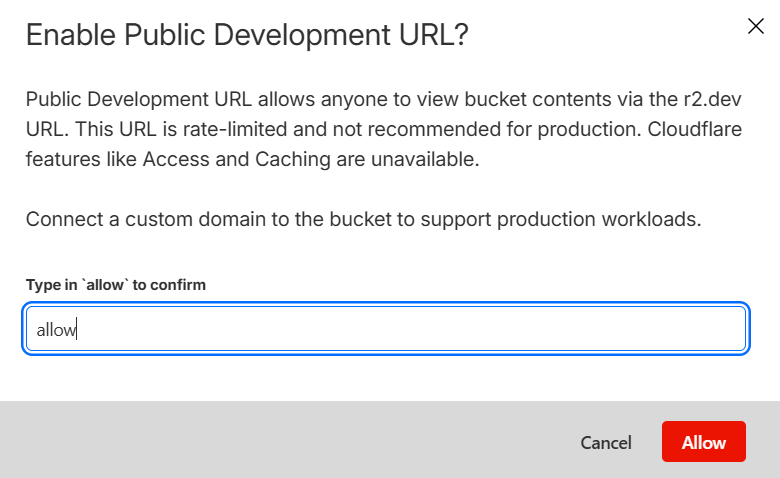 Enable Public Development URL?
Public Development URL allows anyone to view bucket contents via the r2.dev
URL. This URL is rate-limited and not recommended for production. Cloudflare
features like Access and Caching are unavailable.
Connect a custom domain to the bucket to support production workloads.
Type in `allow` to confirm
allow
Cancel
Allow